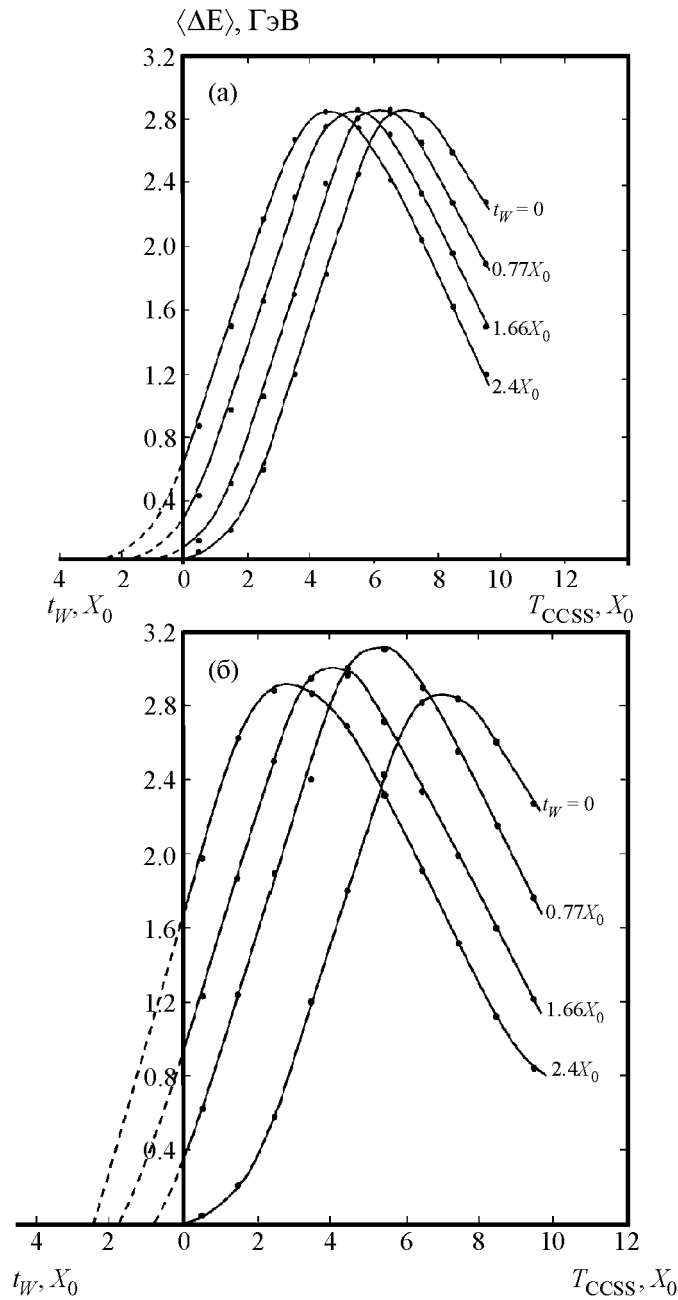 ⟨ΔE⟩, ГэВ
3.2
(а)
2.8
2.4
t_W = 0
2.0
0.77X_0
1.6
1.66X_0
1.2
2.4X_0
0.8
0.4
4 2 0 2 4 6 8 10 12
t_W, X_0 T_CCSS, X_0
3.2
(б)
2.8
2.4
t_W = 0
2.0
0.77X_0
1.6
1.2
1.66X_0
0.8
2.4X_0
0.4
4 2 0 2 4 6 8 10 12
t_W, X_0 T_CCSS, X_0